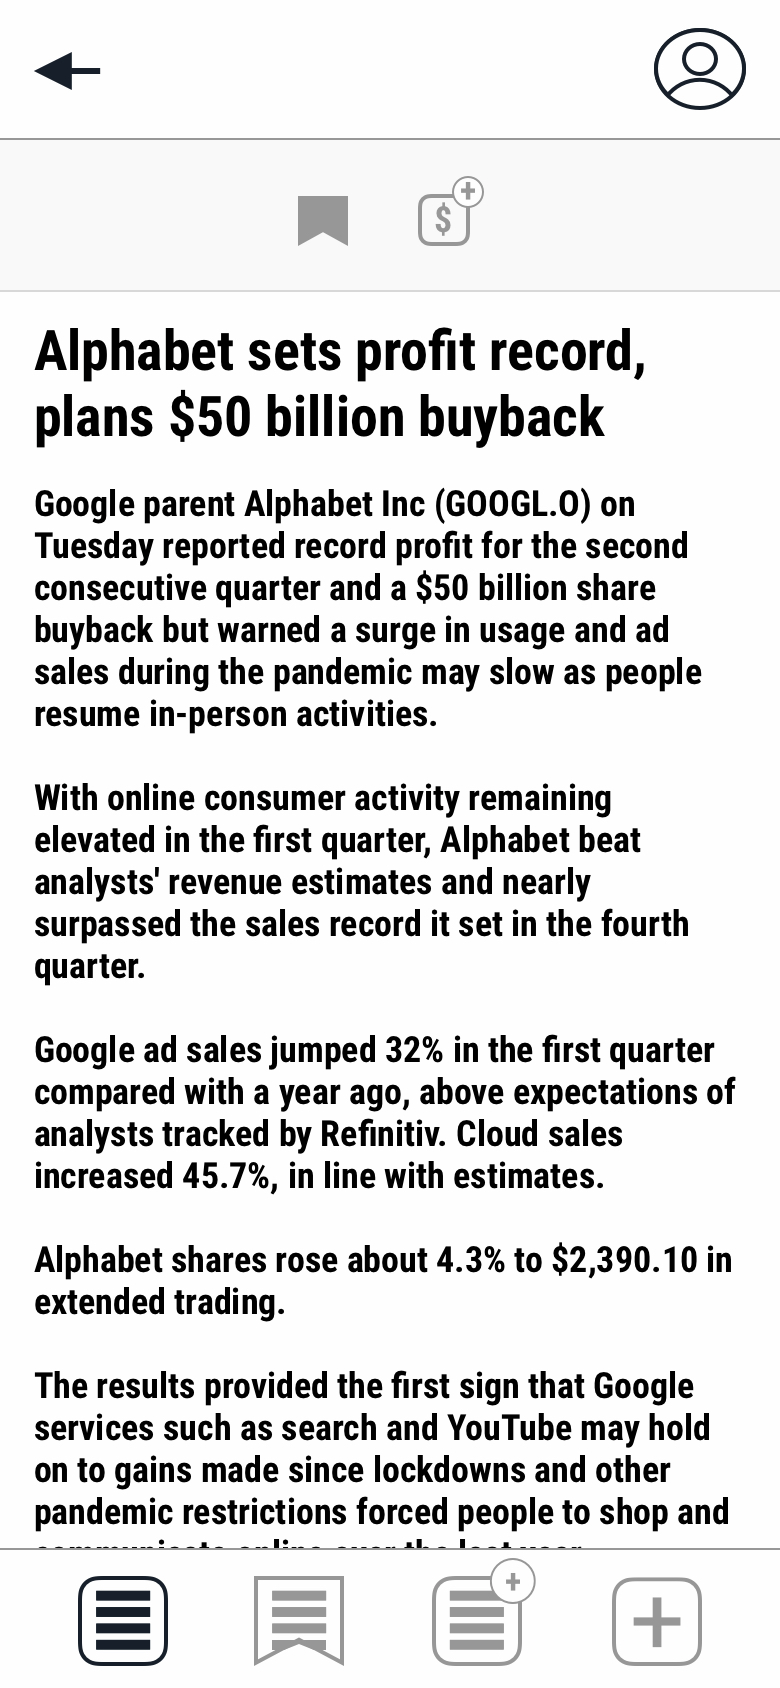 $
Alphabet sets profit record,
plans $50 billion buyback
Google parent Alphabet Inc (GOOGL.O) on
Tuesday reported record profit for the second
consecutive quarter and a $50 billion share
buyback but warned a surge in usage and ad
sales during the pandemic may slow as people
resume in-person activities.
With online consumer activity remaining
elevated in the first quarter, Alphabet beat
analysts' revenue estimates and nearly
surpassed the sales record it set in the fourth
quarter.
Google ad sales jumped 32% in the first quarter
compared with a year ago, above expectations of
analysts tracked by Refinitiv. Cloud sales
increased 45.7%, in line with estimates.
Alphabet shares rose about 4.3% to $2,390.10 in
extended trading.
The results provided the first sign that Google
services such as search and YouTube may hold
on to gains made since lockdowns and other
pandemic restrictions forced people to shop and